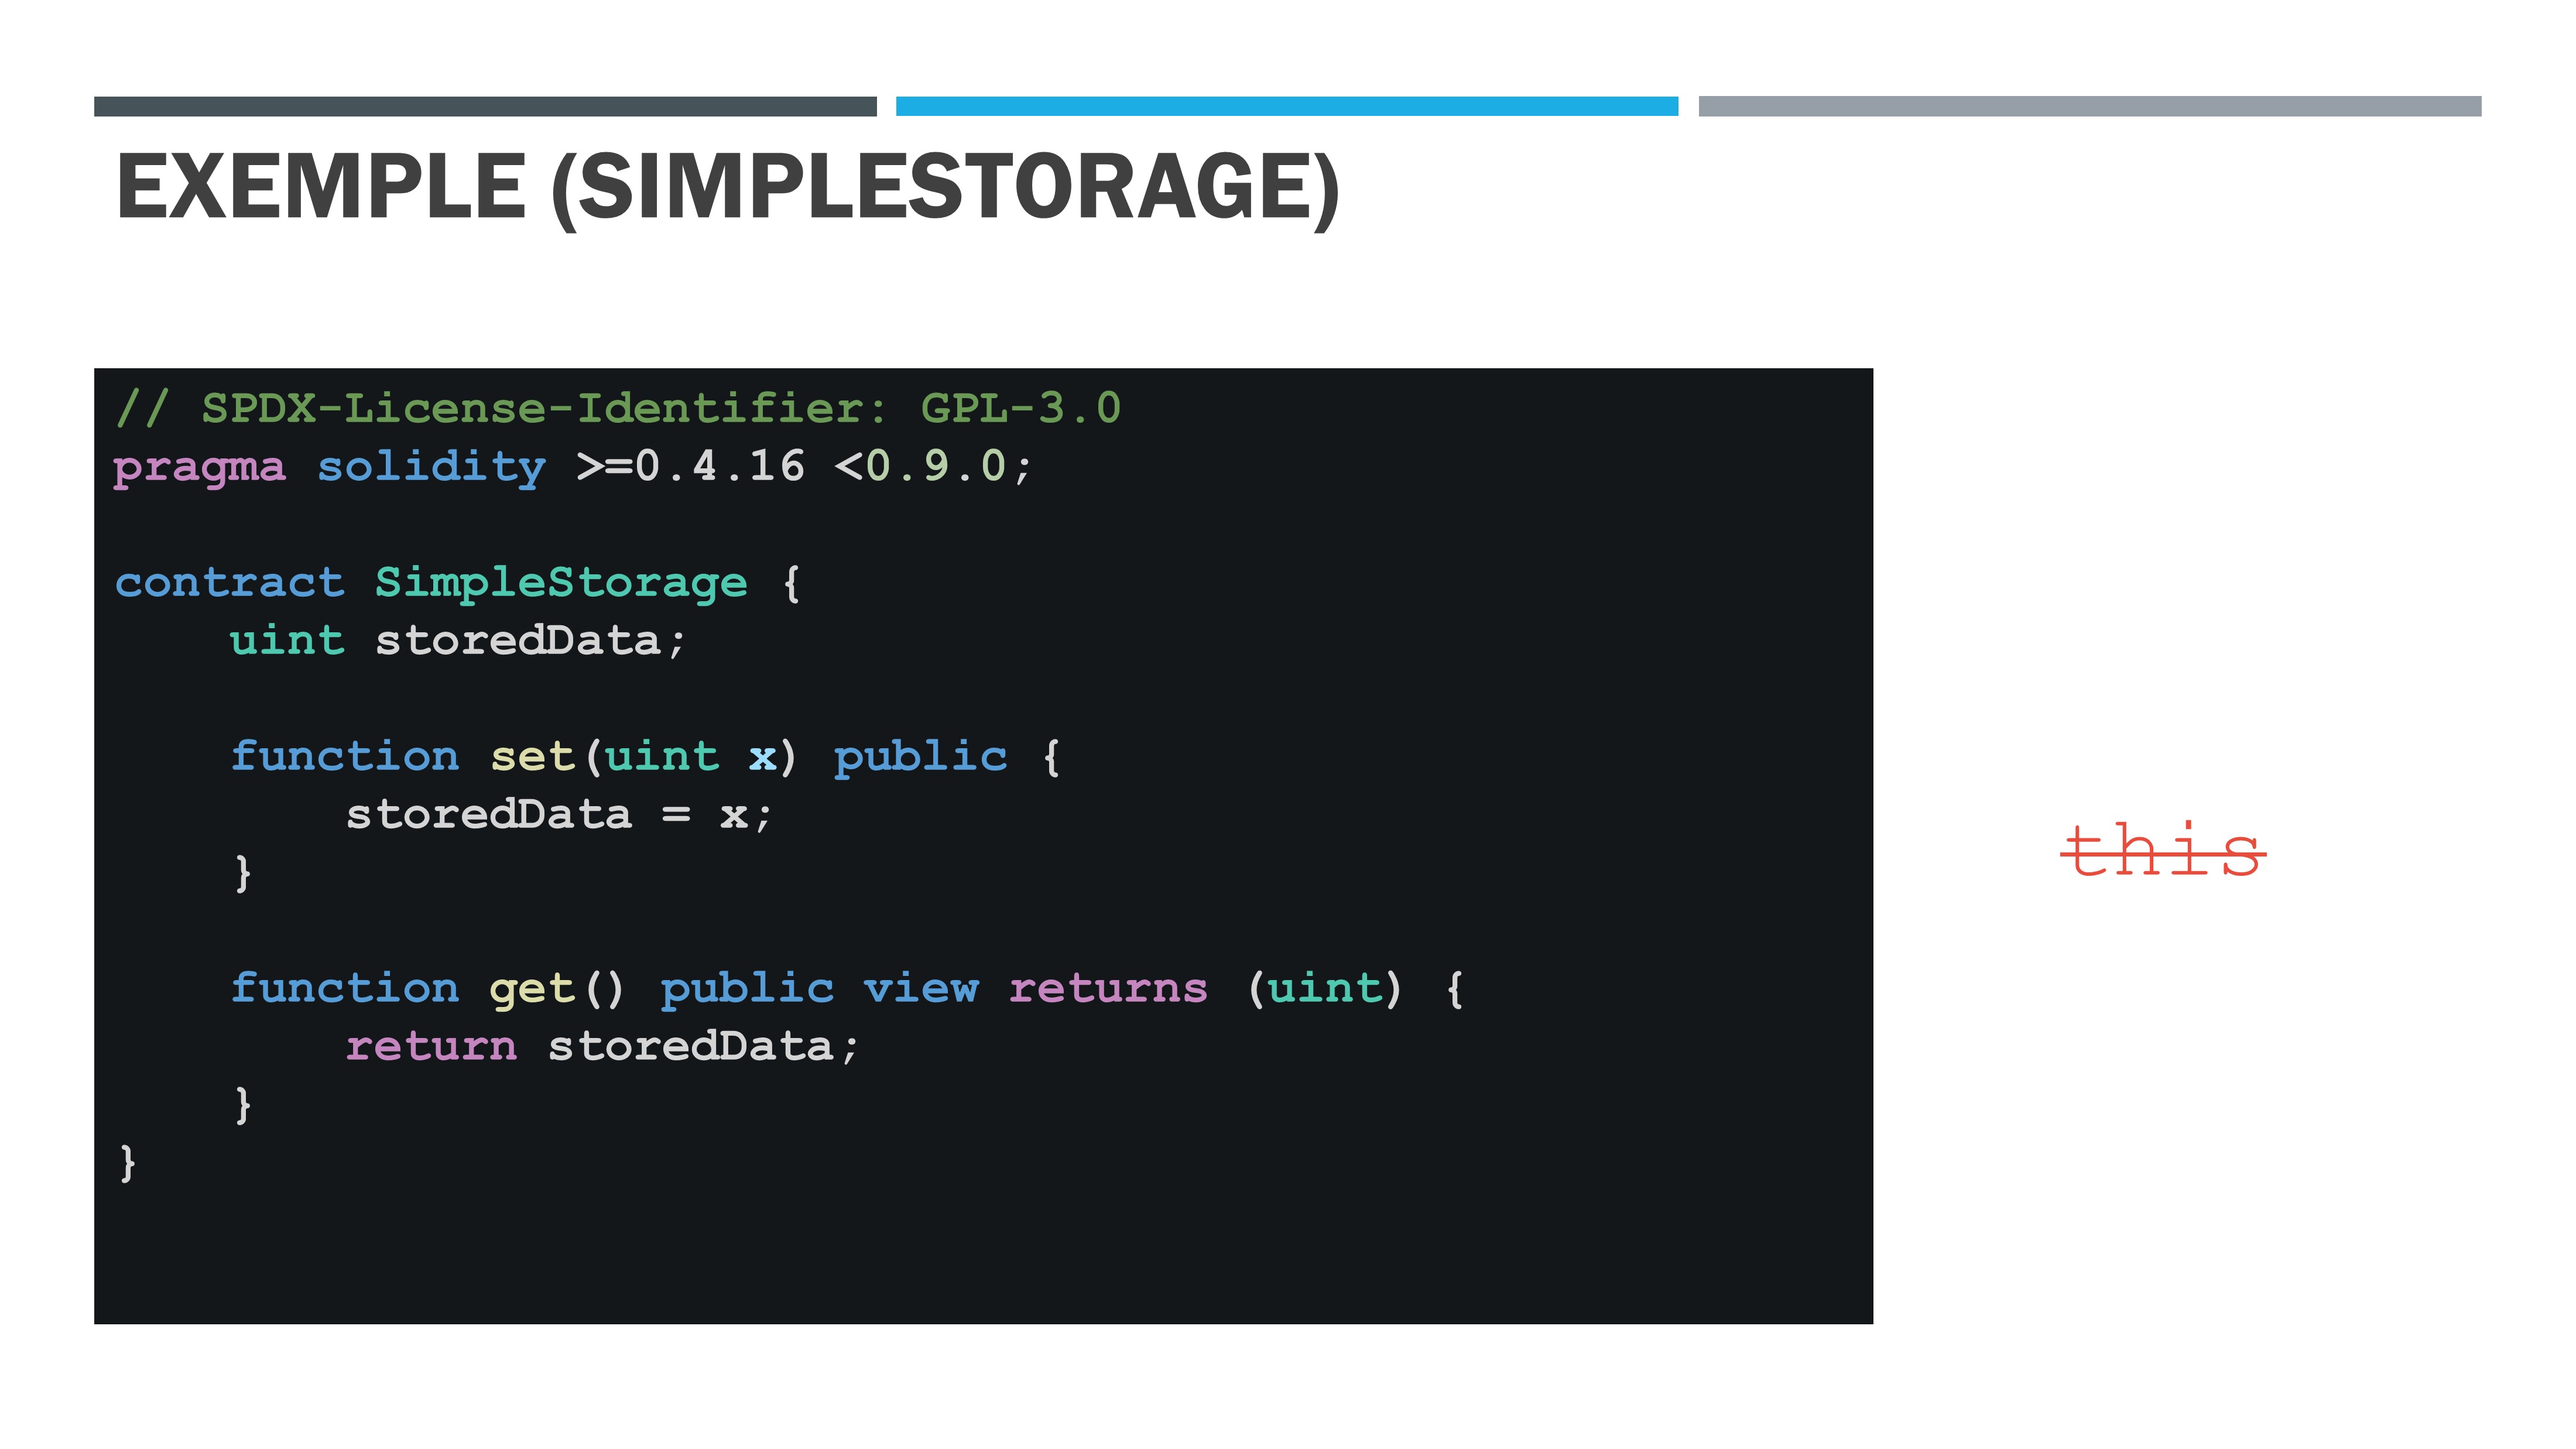 EXEMPLE (SIMPLESTORAGE)
// SPDX-License-Identifier: GPL-3.0
pragma solidity >=0.4.16 <0.9.0;
contract SimpleStorage {
    uint storedData;
    function set(uint x) public {
        storedData = x;
    }
    function get() public view returns (uint) {
        return storedData;
    }
}
this